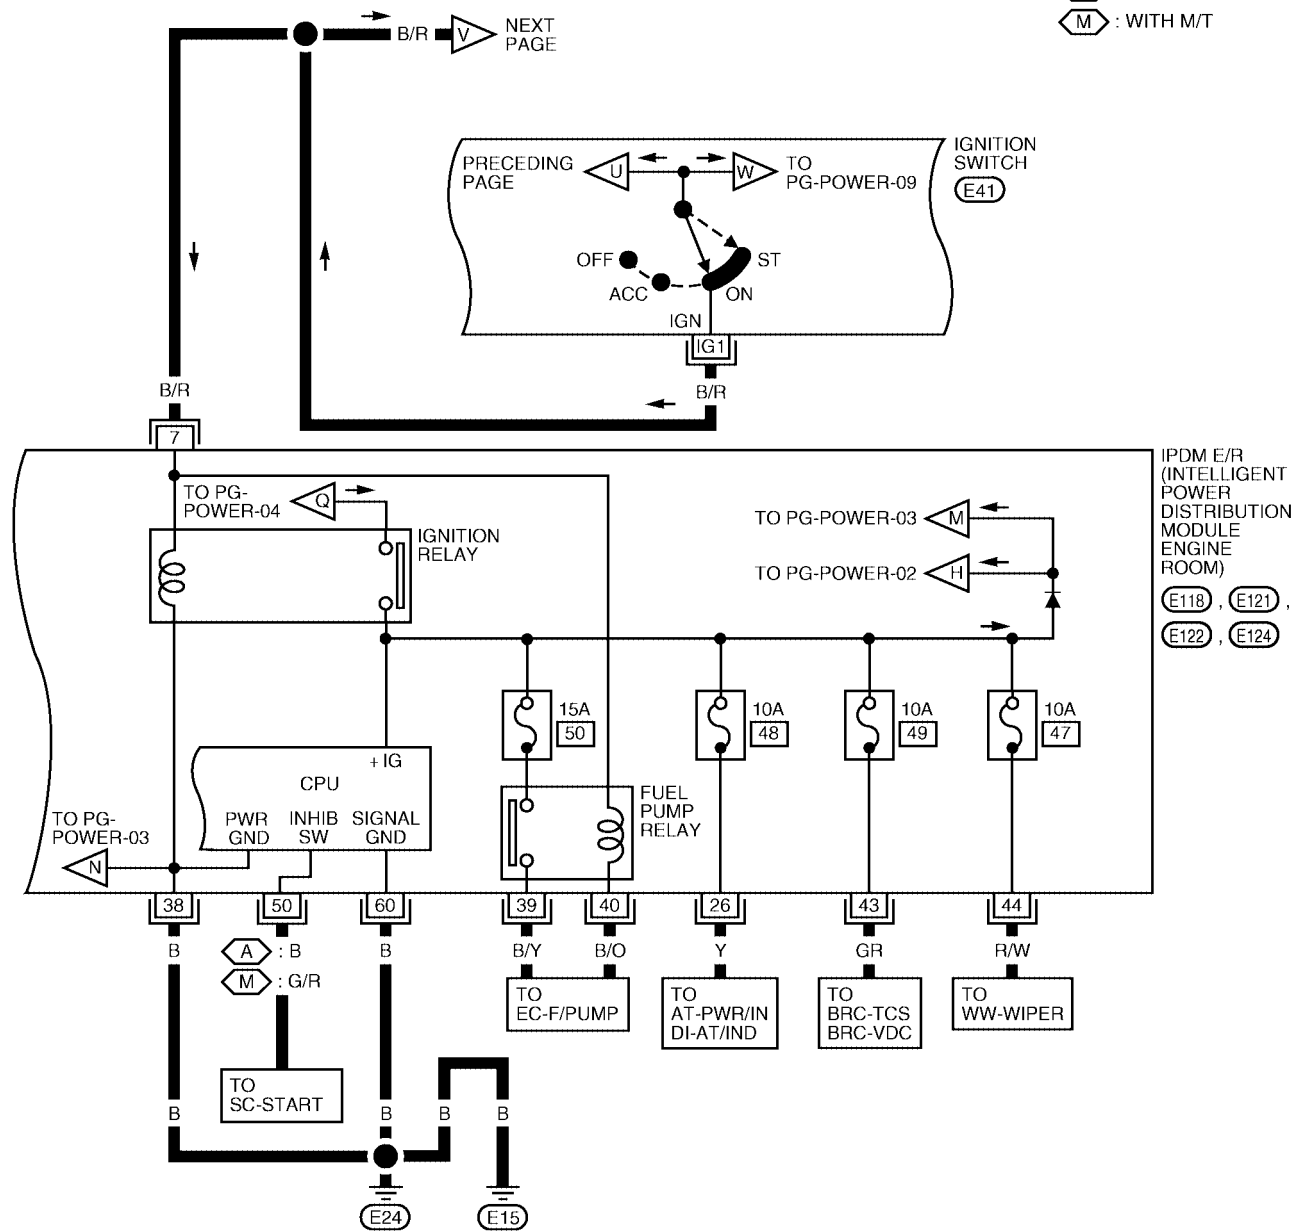 B/R
V
NEXT
PAGE
M : WITH M/T
PRECEDING
PAGE
U
W
TO
PG-POWER-09
IGNITION
SWITCH
E41
OFF
ACC
ST
ON
IGN
IG1
B/R
B/R
7
TO PG-
POWER-04
Q
IGNITION
RELAY
TO PG-POWER-03
M
TO PG-POWER-02
H
IPDM E/R
(INTELLIGENT
POWER
DISTRIBUTION
MODULE
ENGINE
ROOM)
E118 , E121 ,
E122 , E124
15A
50
10A
48
10A
49
10A
47
+ IG
CPU
PWR
GND
INHIB
SW
SIGNAL
GND
FUEL
PUMP
RELAY
TO PG-
POWER-03
N
38
50
60
39
40
26
43
44
B
A : B
M : G/R
B
B/Y
B/O
Y
GR
R/W
TO
EC-F/PUMP
TO
AT-PWR/IN
DI-AT/IND
TO
BRC-TCS
BRC-VDC
TO
WW-WIPER
TO
SC-START
B
B
B
B
E24
E15